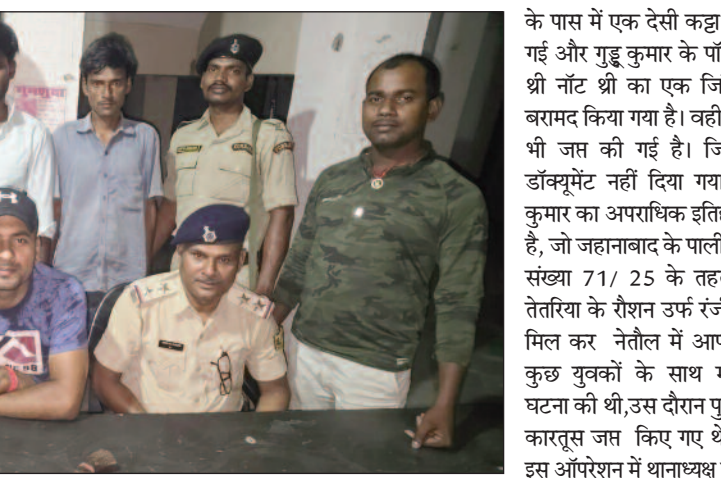 गुमशुदा
के पास में एक देसी कट्टा
गई और गुड्डू कुमार के पॉ
थ्री नॉट थ्री का एक जि
बरामद किया गया है। वही
भी जप्त की गई है। जि
डॉक्यूमेंट नहीं दिया गया
कुमार का अपराधिक इतिह
है, जो जहानाबाद के पाली
संख्या 71/ 25 के तह
तेतरिया के रौशन उर्फ रंज
मिल कर नेतौल में आप
कुछ युवकों के साथ म
घटना की थी,उस दौरान पु
कारतूस जप्त किए गए थे
इस ऑपरेशन में थानाध्यक्ष